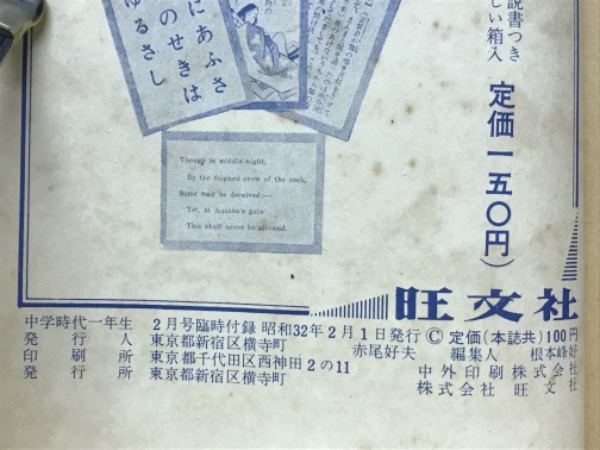 説書つき
しい箱入
定価一五〇円）
にあふさ
のせきは
ゆるさし
Though in middle night,
By the feigned crow of the cock,
Some may be deceived:—
Yet, at Ausaka's gate
This shall never be allowed.
旺文社
中学時代一年生 2月号臨時付録 昭和32年2月1日発行 © 定価(本誌共)100円
発行人 東京都新宿区横寺町 赤尾好夫 編集人 根本峰好
印刷所 東京都千代田区西神田2の11 中外印刷株式会社
発行所 東京都新宿区横寺町 株式会社 旺文社